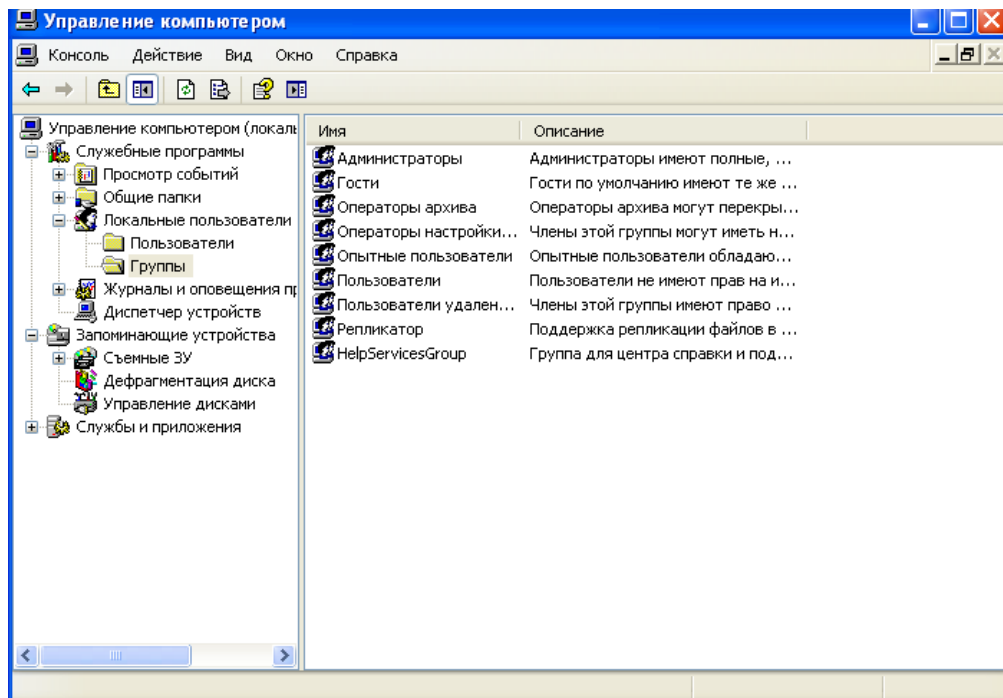 Управление компьютером
Консоль Действие Вид Окно Справка
Управление компьютером (локаль
Служебные программы
Просмотр событий
Общие папки
Локальные пользователи
Пользователи
Группы
Журналы и оповещения пр
Диспетчер устройств
Запоминающие устройства
Съемные ЗУ
Дефрагментация диска
Управление дисками
Службы и приложения
Имя Описание
Администраторы Администраторы имеют полные, ...
Гости Гости по умолчанию имеют те же ...
Операторы архива Операторы архива могут перекры...
Операторы настройки... Члены этой группы могут иметь н...
Опытные пользователи Опытные пользователи обладаю...
Пользователи Пользователи не имеют прав на и...
Пользователи удален... Члены этой группы имеют право ...
Репликатор Поддержка репликации файлов в ...
HelpServicesGroup Группа для центра справки и под...